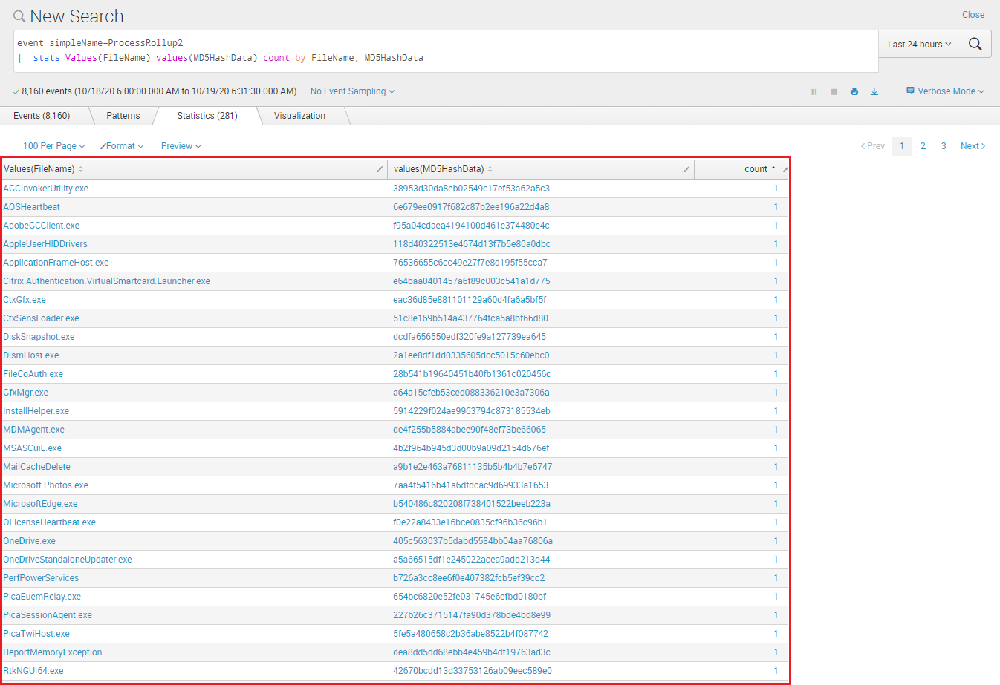 New Search
Close
event_simpleName=ProcessRollup2
| stats Values(FileName) values(MD5HashData) count by FileName, MD5HashData
Last 24 hours
8,160 events (10/18/20 6:00:00.000 AM to 10/19/20 6:31:30.000 AM) No Event Sampling
Verbose Mode
Events (8,160) Patterns Statistics (281) Visualization
100 Per Page Format Preview
Prev 1 2 3 Next
Values(FileName) values(MD5HashData) count
AGCInvokerUtility.exe 38953d30da8eb02549c17ef53a62a5c3 1
AOSHeartbeat 6e679ee0917f682c87b2ee196a22d4a8 1
AdobeGCClient.exe f95a04cdaea4194100d461e374480e4c 1
AppleUserHIDDrivers 118d40322513e4674d13f7b5e80a0dbc 1
ApplicationFrameHost.exe 76536655c6cc49e27f7e8d195f55cca7 1
Citrix.Authentication.VirtualSmartcard.Launcher.exe e64baa0401457a6f89c003c541a1d775 1
CtxGfx.exe eac36d85e881101129a60d4fa6a5bf5f 1
CtxSensLoader.exe 51c8e169b514a437764fca5a8bf66d80 1
DiskSnapshot.exe dcdfa656550edf320fe9a127739ea645 1
DismHost.exe 2a1ee8df1dd0335605dcc5015c60ebc0 1
FileCoAuth.exe 28b541b19640451b40fb1361c020456c 1
GfxMgr.exe a64a15cfeb53ced088336210e3a7306a 1
InstallHelper.exe 5914229f024ae9963794c873185534eb 1
MDMAgent.exe de4f255b5884abee90f48ef73be66065 1
MSASCuiL.exe 4b2f964b945d3d00b9a09d2154d676ef 1
MailCacheDelete a9b1e2e463a76811135b5b4b4b7e6747 1
Microsoft.Photos.exe 7aa4f5416b41a6dfdcac9d69933a1653 1
MicrosoftEdge.exe b540486c820208f738401522beeb223a 1
OLicenseHeartbeat.exe f0e22a8433e16bce0835cf96b36c96b1 1
OneDrive.exe 405c563037b5dabd5584bb04aa76806a 1
OneDriveStandaloneUpdater.exe a5a66515df1e245022acea9add213d44 1
PerfPowerServices b726a3cc8ee6f0e407382fcb5ef39cc2 1
PicaEuemRelay.exe 654bc6820e52fe031745e6efbd0180bf 1
PicaSessionAgent.exe 227b26c3715147fa90d378bde4bd8e99 1
PicaTwiHost.exe 5fe5a480658c2b36abe8522b4f087742 1
ReportMemoryException dea8dd5dd68ebb4e459b4df19763ad3c 1
RtkNGUI64.exe 42670bcdd13d33753126ab09eec589e0 1